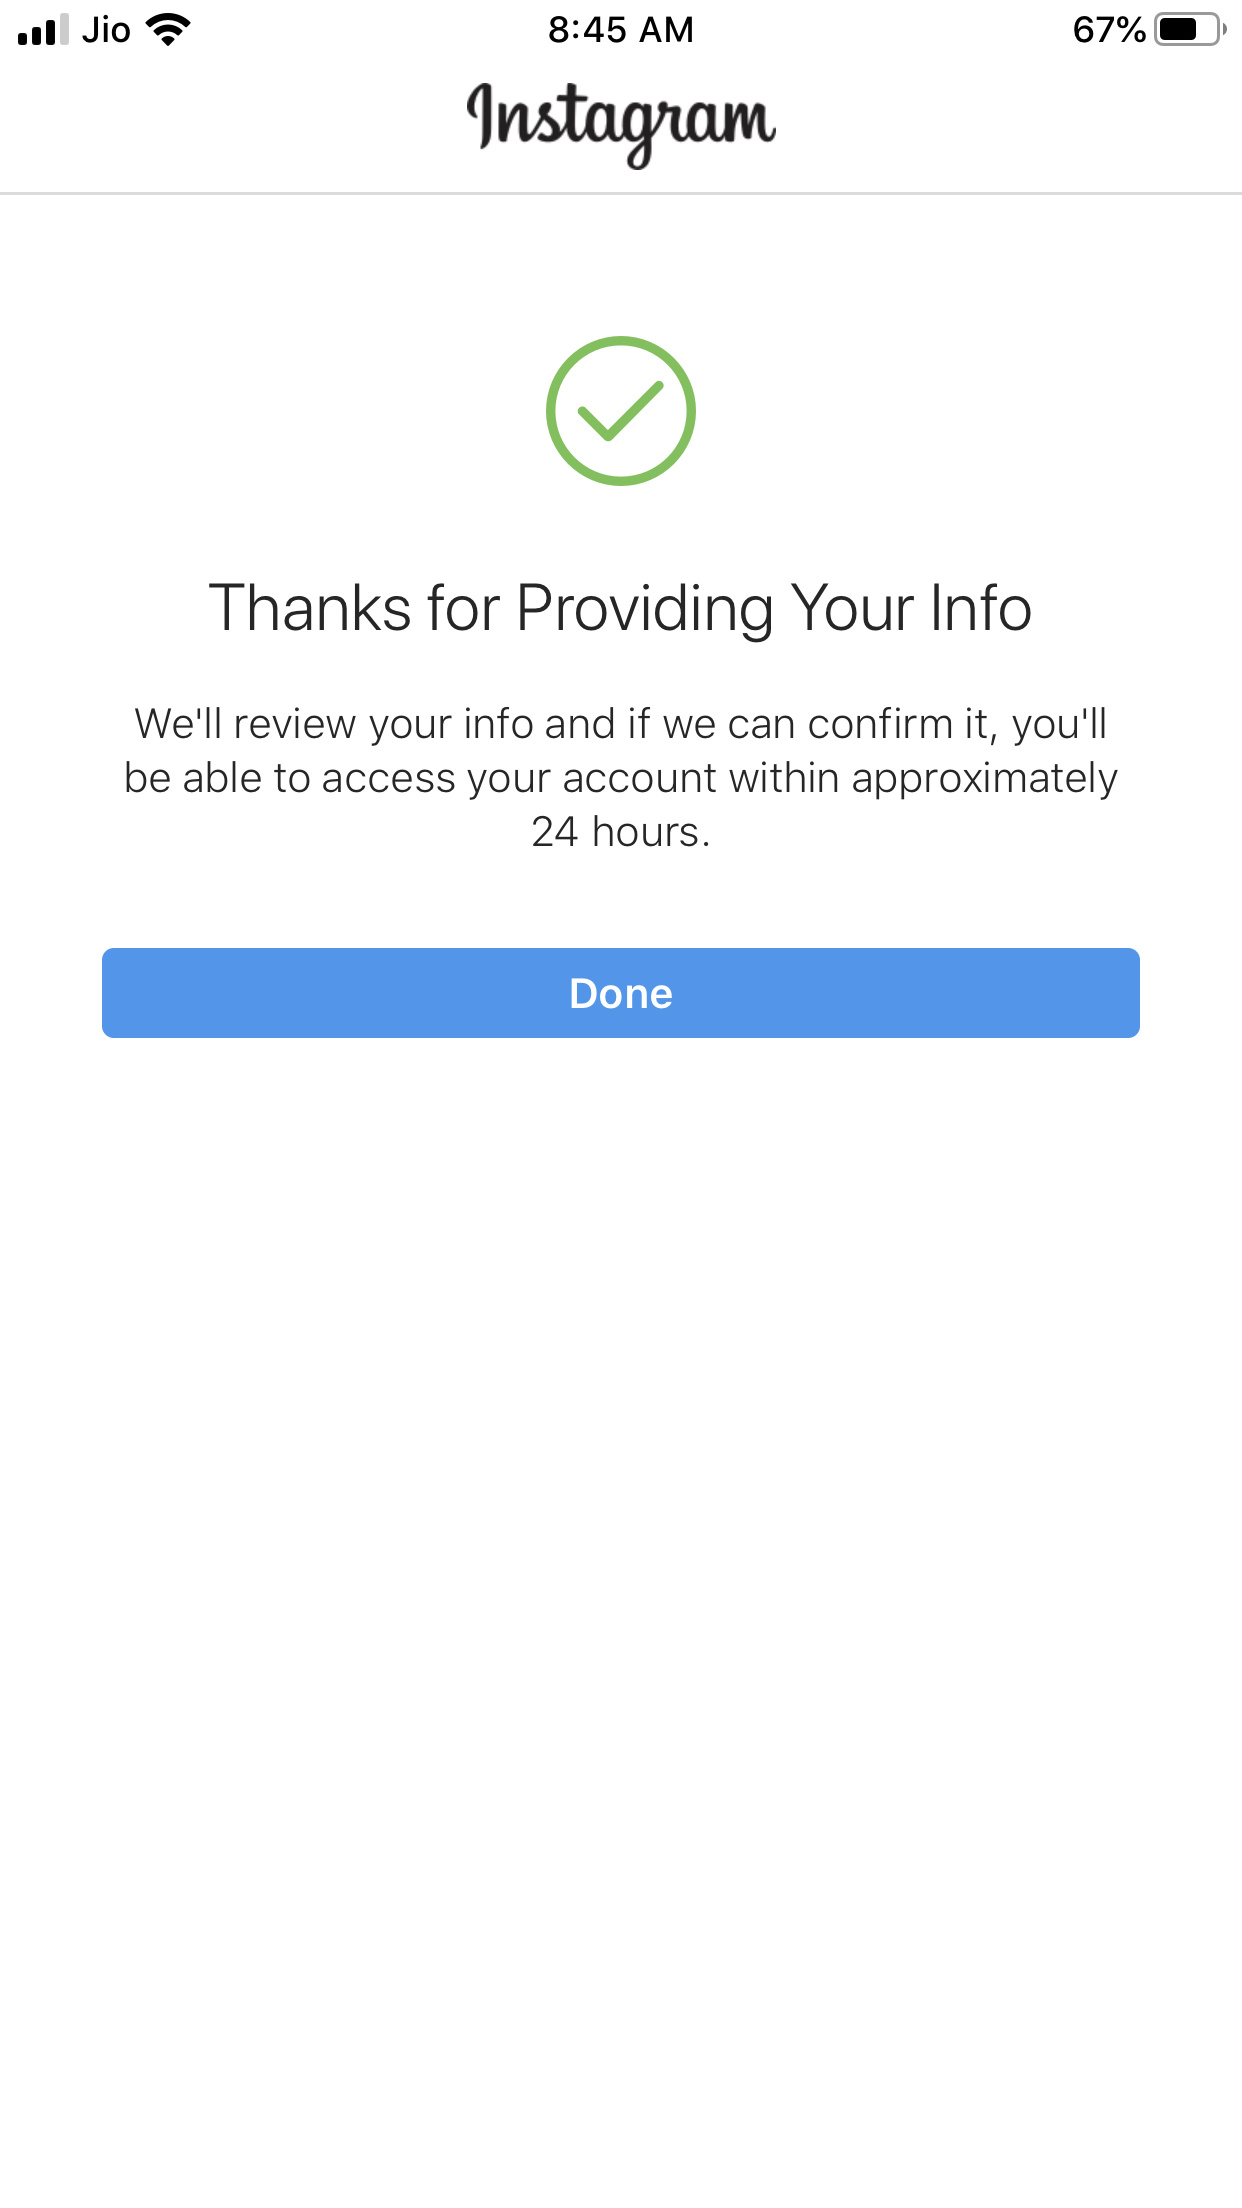 Jio 8:45 AM 67%
Instagram
Thanks for Providing Your Info
We'll review your info and if we can confirm it, you'll
be able to access your account within approximately
24 hours.
Done